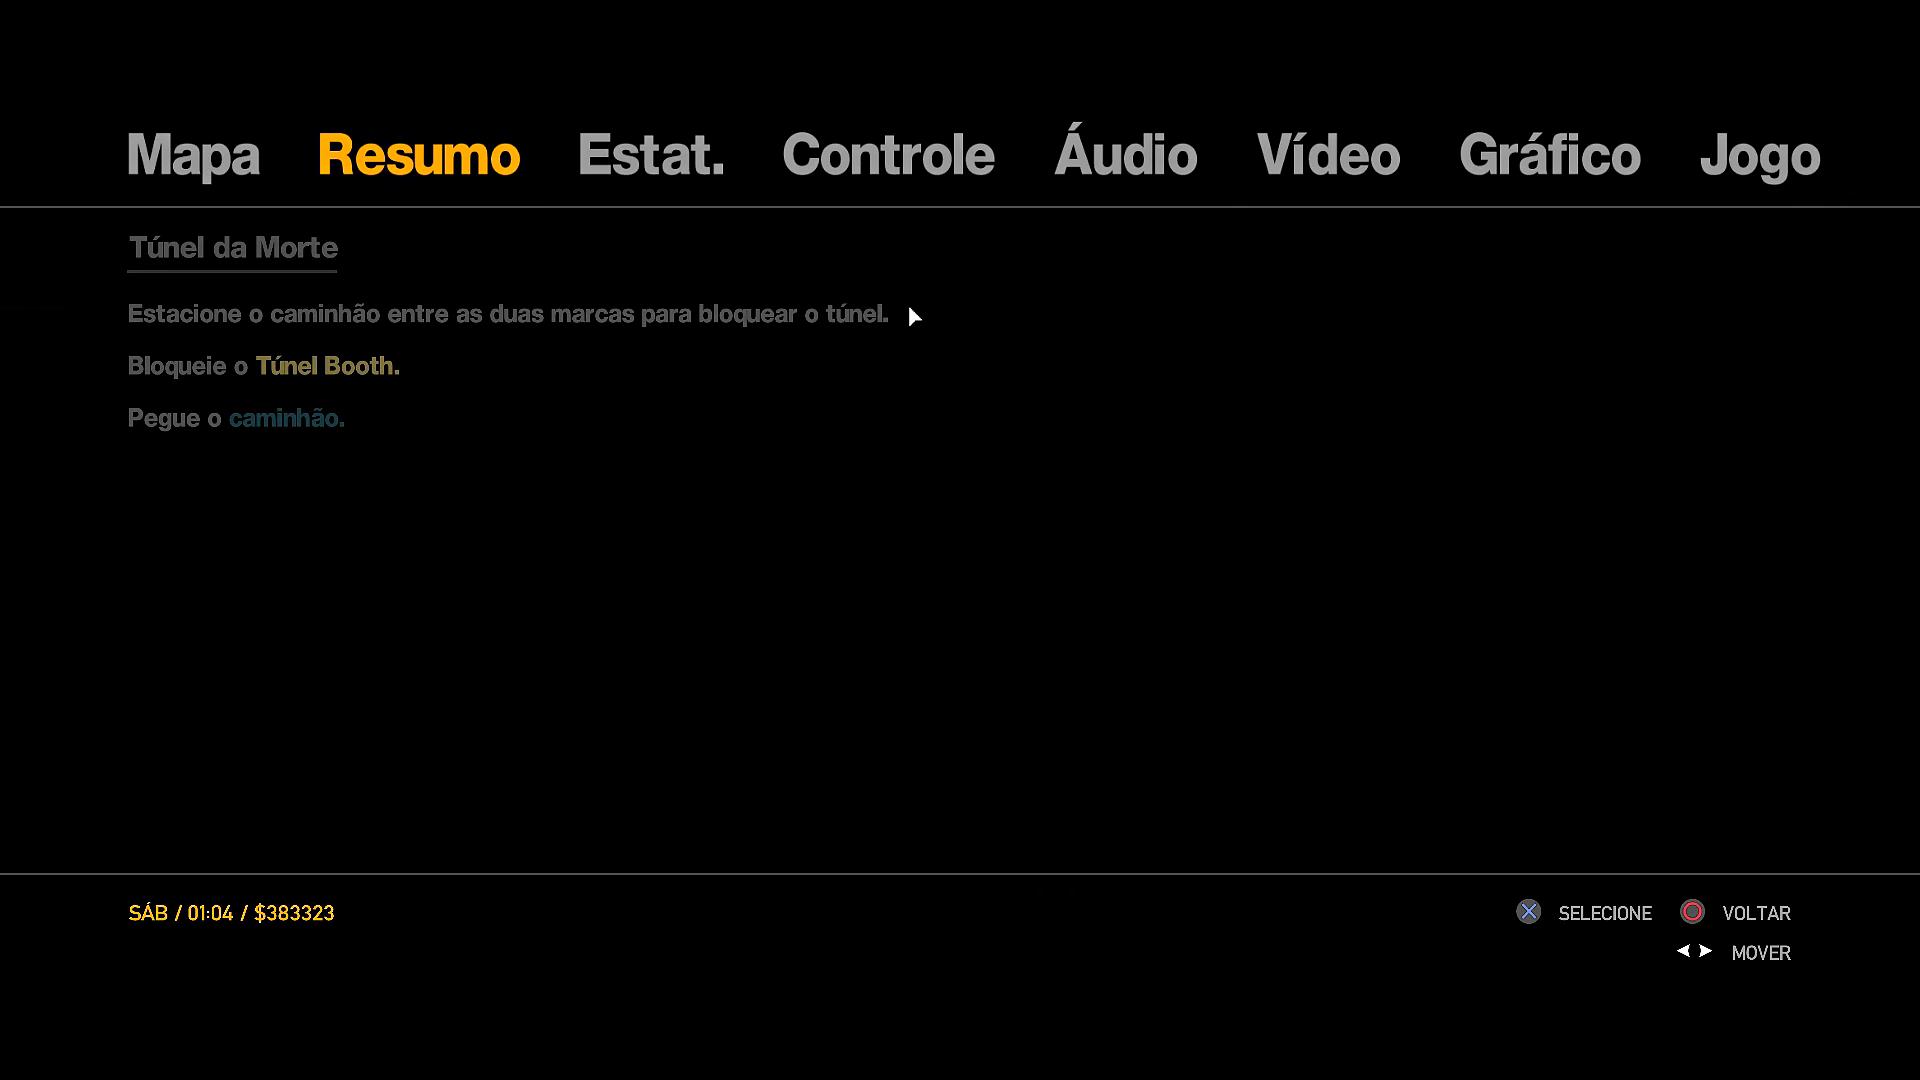 Mapa Resumo Estat. Controle Áudio Vídeo Gráfico Jogo
Túnel da Morte
Estacione o caminhão entre as duas marcas para bloquear o túnel.
Bloqueie o Túnel Booth.
Pegue o caminhão.
SÁB / 01:04 / $383323
SELECIONE VOLTAR
MOVER